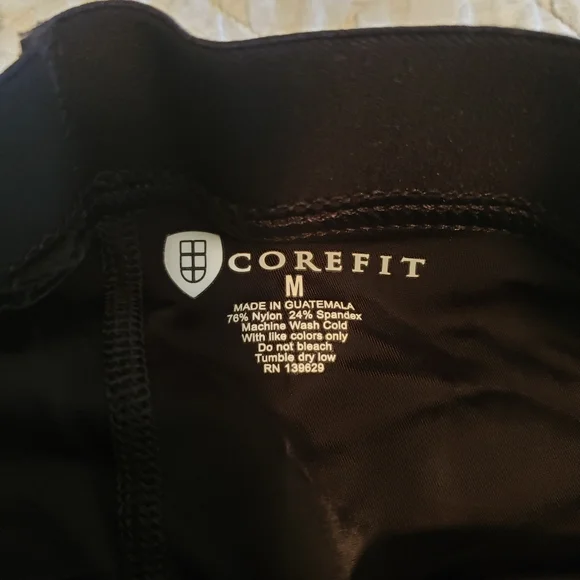 COREFIT
M
MADE IN GUATEMALA
76% Nylon 24% Spandex
Machine Wash Cold
With like colors only
Do not bleach
Tumble dry low
RN 139629